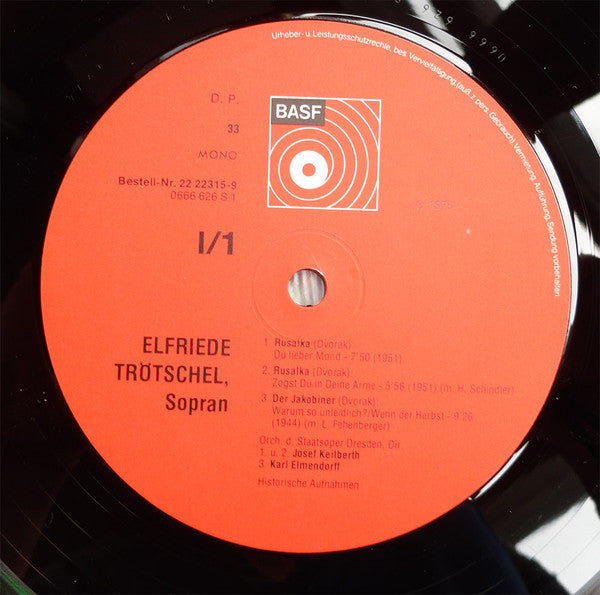 Urheber- u. Leistungsschutzrechte, bes. Vervielfältigung (auß. z. pers. Gebrauch), Vermietung, Aufführung, Sendung vorbehalten.
D. P.
33
MONO
BASF
Bestell-Nr. 22 22315-9
0666 626 S 1
I/1
ELFRIEDE
TRÖTSCHEL,
Sopran
1 Rusalka (Dvorak):
Du lieber Mond - 7'50 (1951)
2. Rusalka (Dvorak):
Zogst Du in Deine Arme - 5'56 (1951) (m. H. Schindler)
3 Der Jakobiner (Dvorak):
Warum so unleidlich?/Wenn der Herbst - 9'26
(1944) (m. L. Fehenberger)
Orch. d. Staatsoper Dresden, Dir.
1. u. 2. Josef Keilberth
3. Karl Elmendorff
Historische Aufnahmen